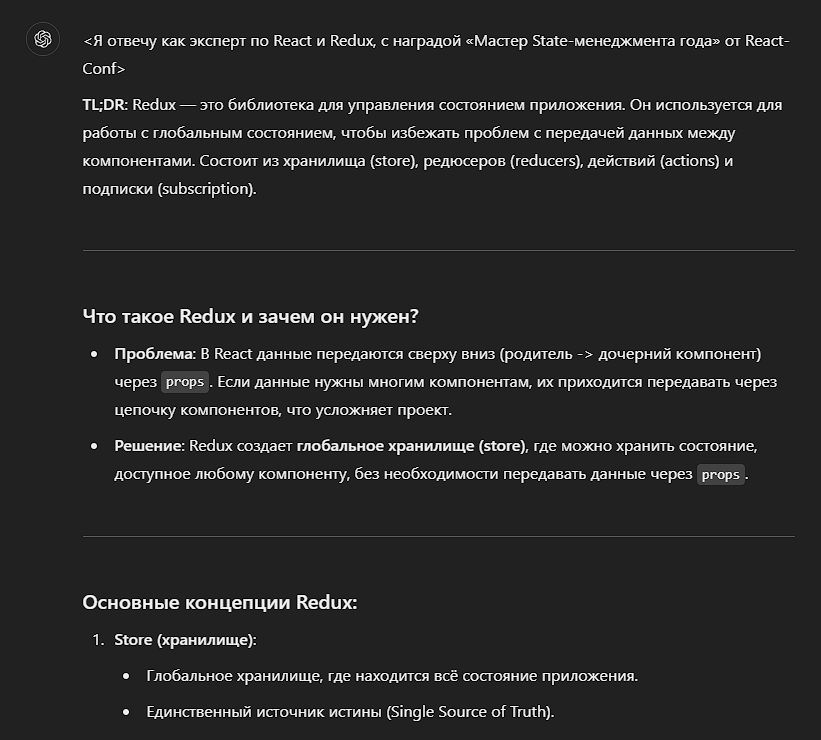 <Я отвечу как эксперт по React и Redux, с наградой «Мастер State-менеджмента года» от React-
Conf>
TL;DR: Redux — это библиотека для управления состоянием приложения. Он используется для
работы с глобальным состоянием, чтобы избежать проблем с передачей данных между
компонентами. Состоит из хранилища (store), редюсеров (reducers), действий (actions) и
подписки (subscription).
Что такое Redux и зачем он нужен?
• Проблема: В React данные передаются сверху вниз (родитель -> дочерний компонент)
через props. Если данные нужны многим компонентам, их приходится передавать через
цепочку компонентов, что усложняет проект.
• Решение: Redux создает глобальное хранилище (store), где можно хранить состояние,
доступное любому компоненту, без необходимости передавать данные через props.
Основные концепции Redux:
1. Store (хранилище):
• Глобальное хранилище, где находится всё состояние приложения.
• Единственный источник истины (Single Source of Truth).